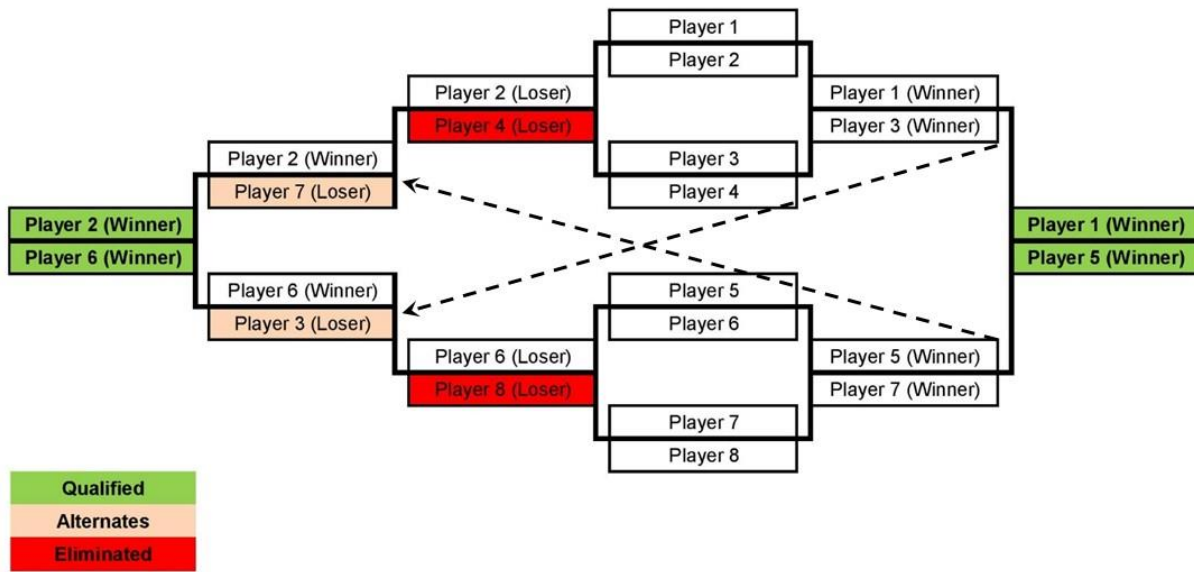 Player 1
Player 2
Player 2 (Loser)
Player 1 (Winner)
Player 4 (Loser)
Player 3 (Winner)
Player 2 (Winner)
Player 3
Player 7 (Loser)
Player 4
Player 2 (Winner)
Player 1 (Winner)
Player 6 (Winner)
Player 5 (Winner)
Player 6 (Winner)
Player 5
Player 3 (Loser)
Player 6
Player 6 (Loser)
Player 5 (Winner)
Player 8 (Loser)
Player 7 (Winner)
Player 7
Player 8
Qualified
Alternates
Eliminated